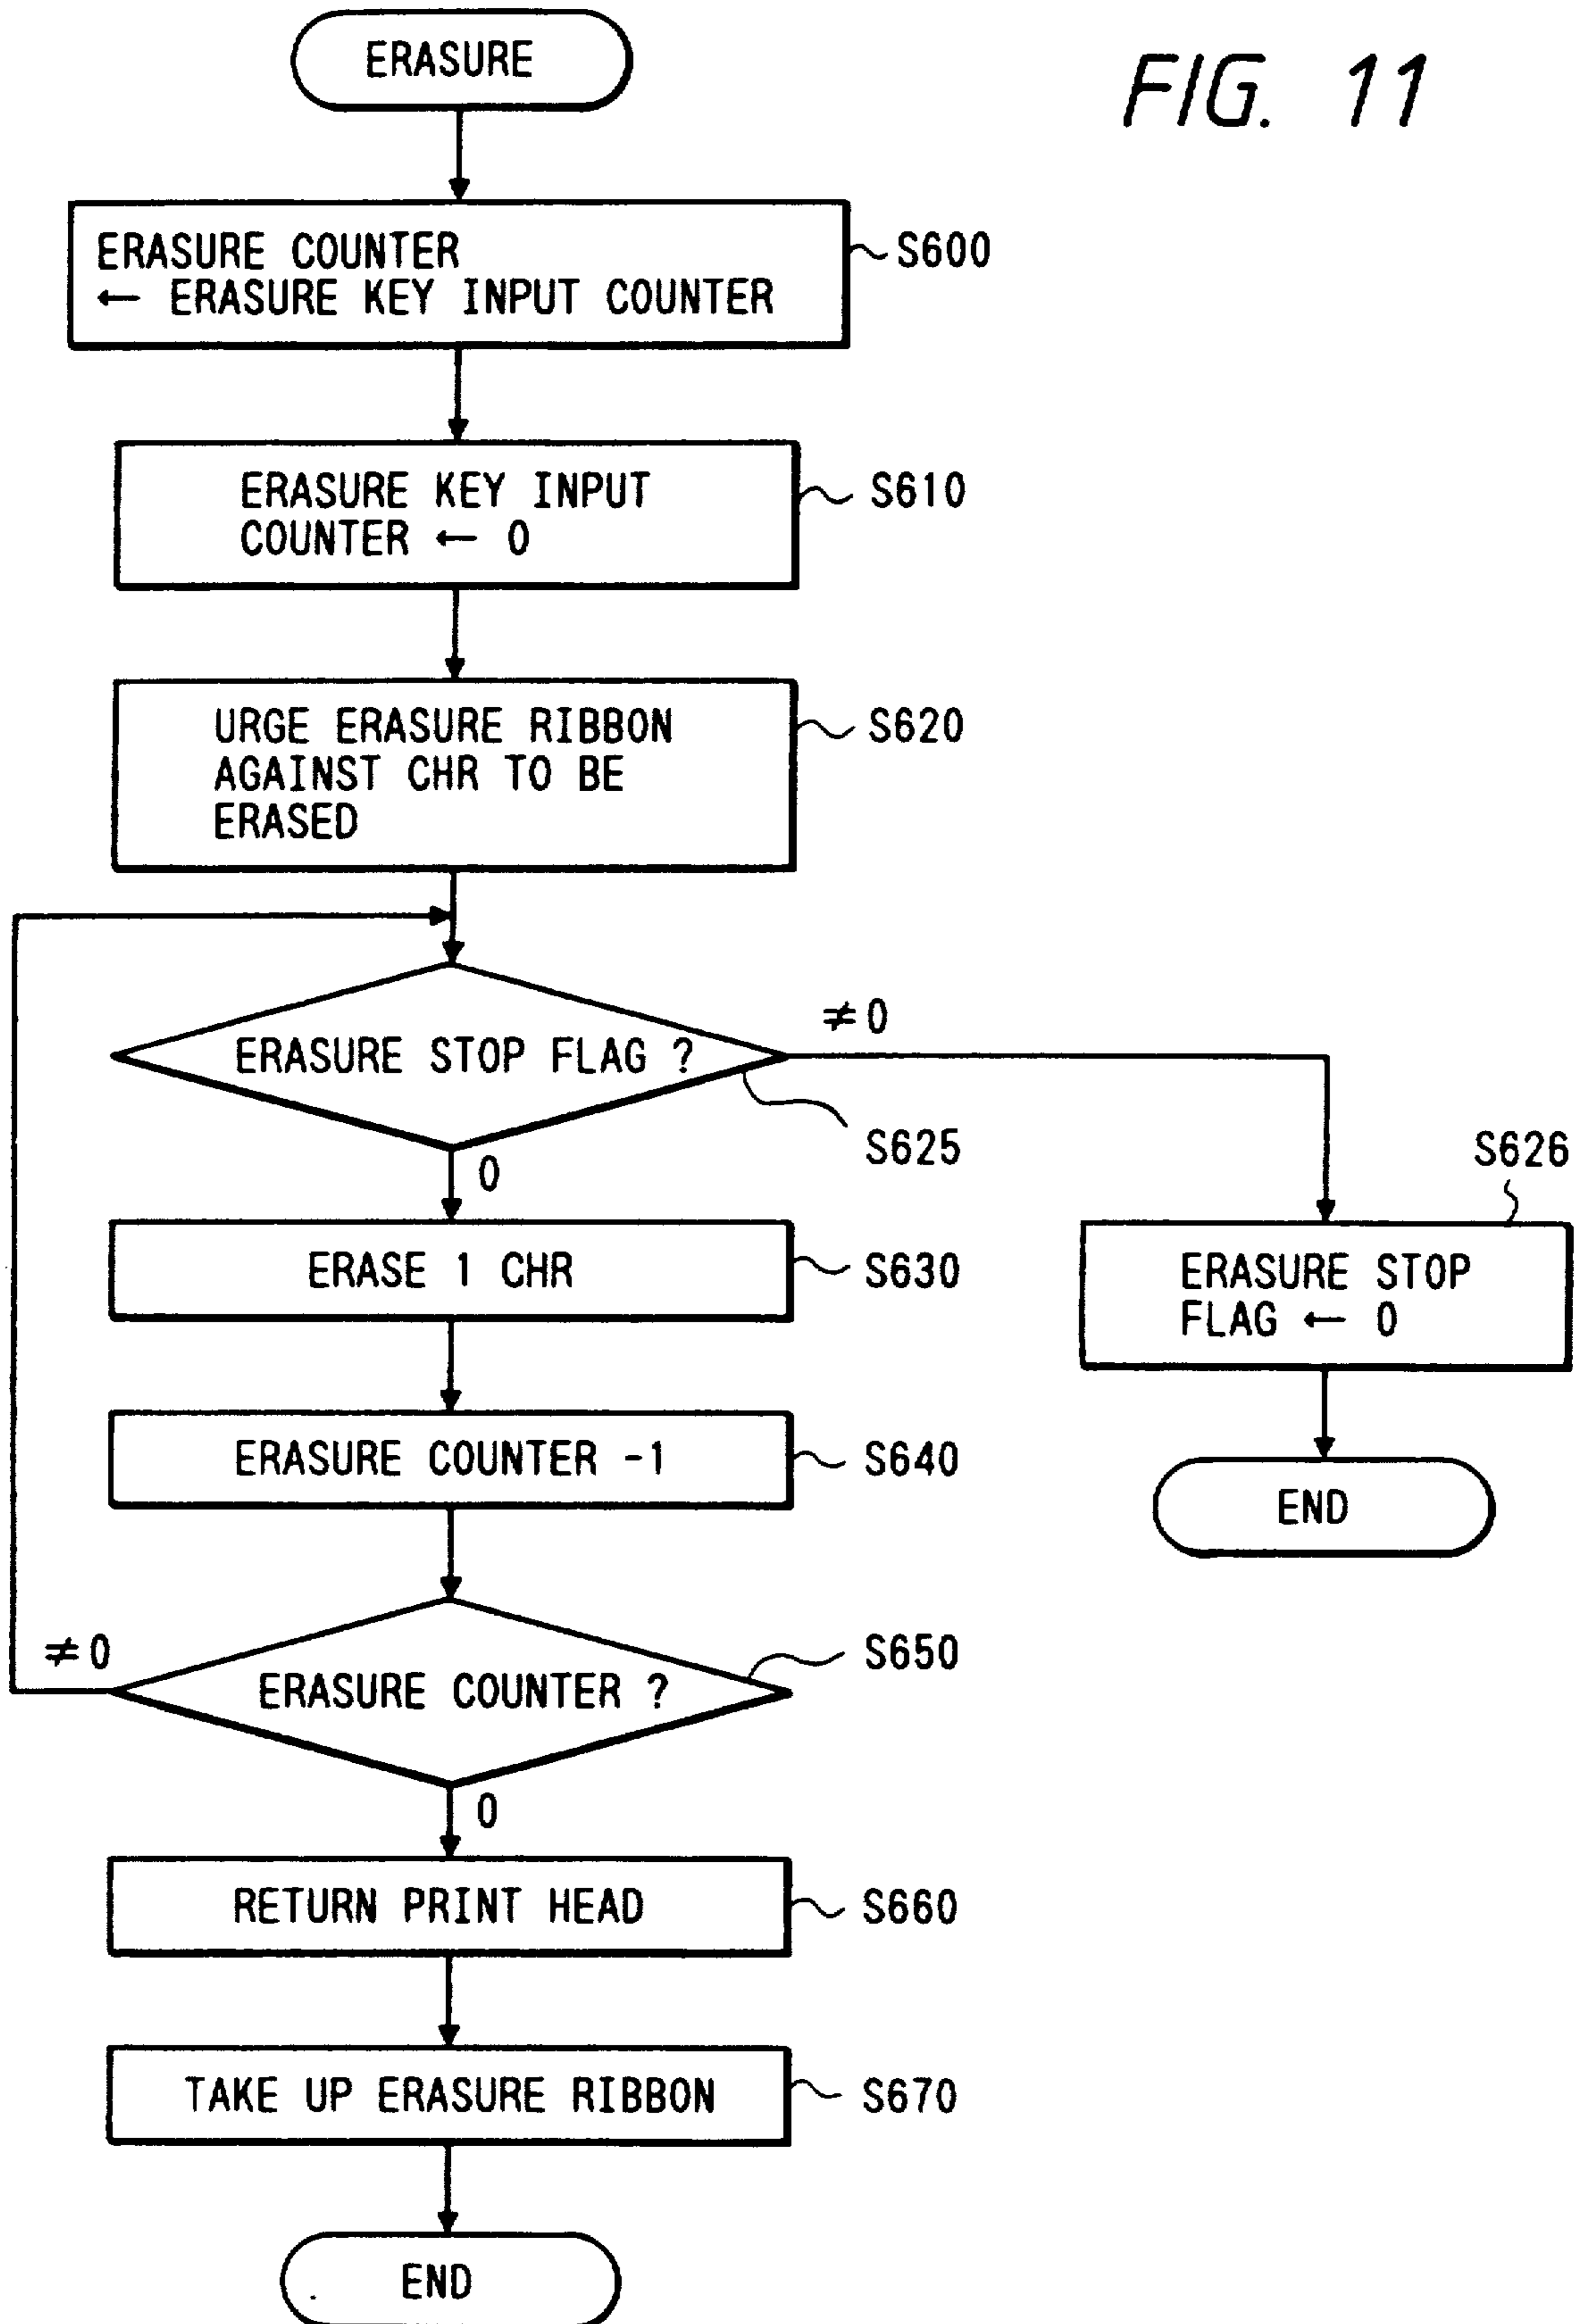 FIG. 11
ERASURE
ERASURE COUNTER
← ERASURE KEY INPUT COUNTER
S600
ERASURE KEY INPUT
COUNTER ← 0
S610
URGE ERASURE RIBBON
AGAINST CHR TO BE
ERASED
S620
ERASURE STOP FLAG ?
≠0
S625
0
S626
ERASURE STOP
FLAG ← 0
END
ERASE 1 CHR
S630
ERASURE COUNTER -1
S640
≠0
ERASURE COUNTER ?
S650
0
RETURN PRINT HEAD
S660
TAKE UP ERASURE RIBBON
S670
END